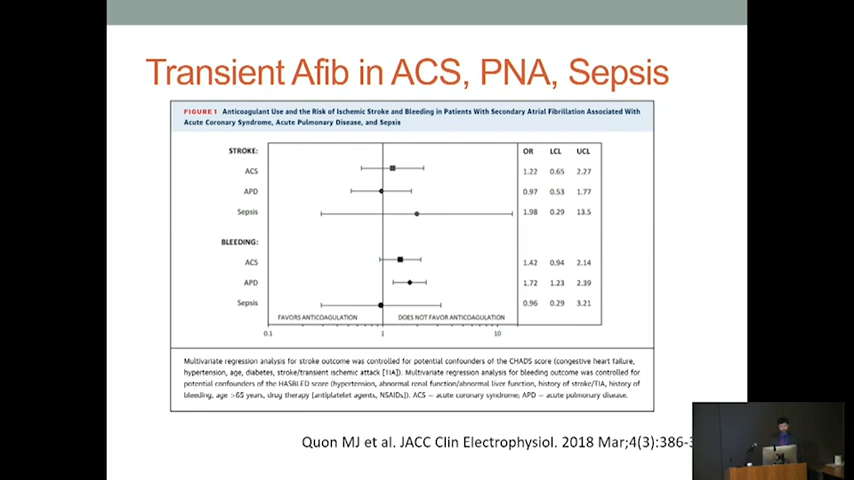 Transient Afib in ACS, PNA, Sepsis
FIGURE 1 Anticoagulant Use and the Risk of Ischemic Stroke and Bleeding in Patients With Secondary Atrial Fibrillation Associated With
Acute Coronary Syndrome, Acute Pulmonary Disease, and Sepsis
STROKE: OR LCL UCL
ACS 1.22 0.65 2.27
APD 0.97 0.53 1.77
Sepsis 1.98 0.29 13.5
BLEEDING:
ACS 1.42 0.94 2.14
APD 1.72 1.23 2.39
Sepsis 0.96 0.29 3.21
FAVORS ANTICOAGULATION DOES NOT FAVOR ANTICOAGULATION
0.1 1 10
Multivariate regression analysis for stroke outcome was controlled for potential confounders of the CHADS score (congestive heart failure,
hypertension, age, diabetes, stroke/transient ischemic attack [TIA]). Multivariate regression analysis for bleeding outcome was controlled for
potential confounders of the HASBLED score (hypertension, abnormal renal function/abnormal liver function, history of stroke/TIA, history of
bleeding, age >65 years, drug therapy [antiplatelet agents, NSAIDs]). ACS = acute coronary syndrome; APD = acute pulmonary disease.
Quon MJ et al. JACC Clin Electrophysiol. 2018 Mar;4(3):386-